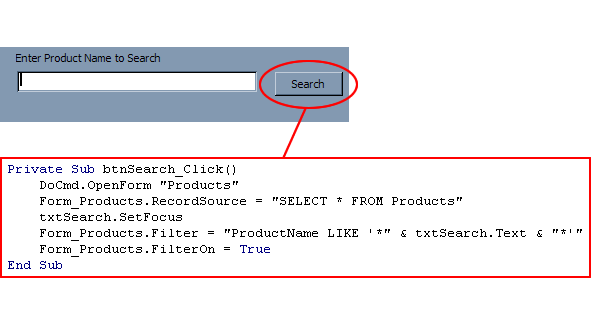 Enter Product Name to Search
Search
Private Sub btnSearch_Click()
DoCmd.OpenForm "Products"
Form_Products.RecordSource = "SELECT * FROM Products"
txtSearch.SetFocus
Form_Products.Filter = "ProductName LIKE '*" & txtSearch.Text & "*'"
Form_Products.FilterOn = True
End Sub